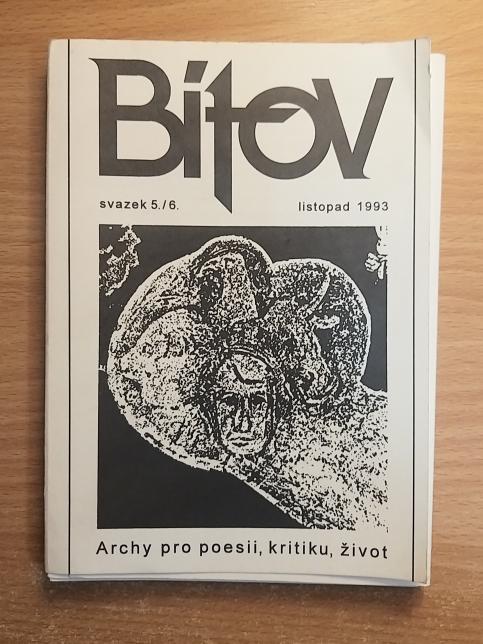 Bítov
svazek 5./6. listopad 1993
Archy pro poesii, kritiku, život